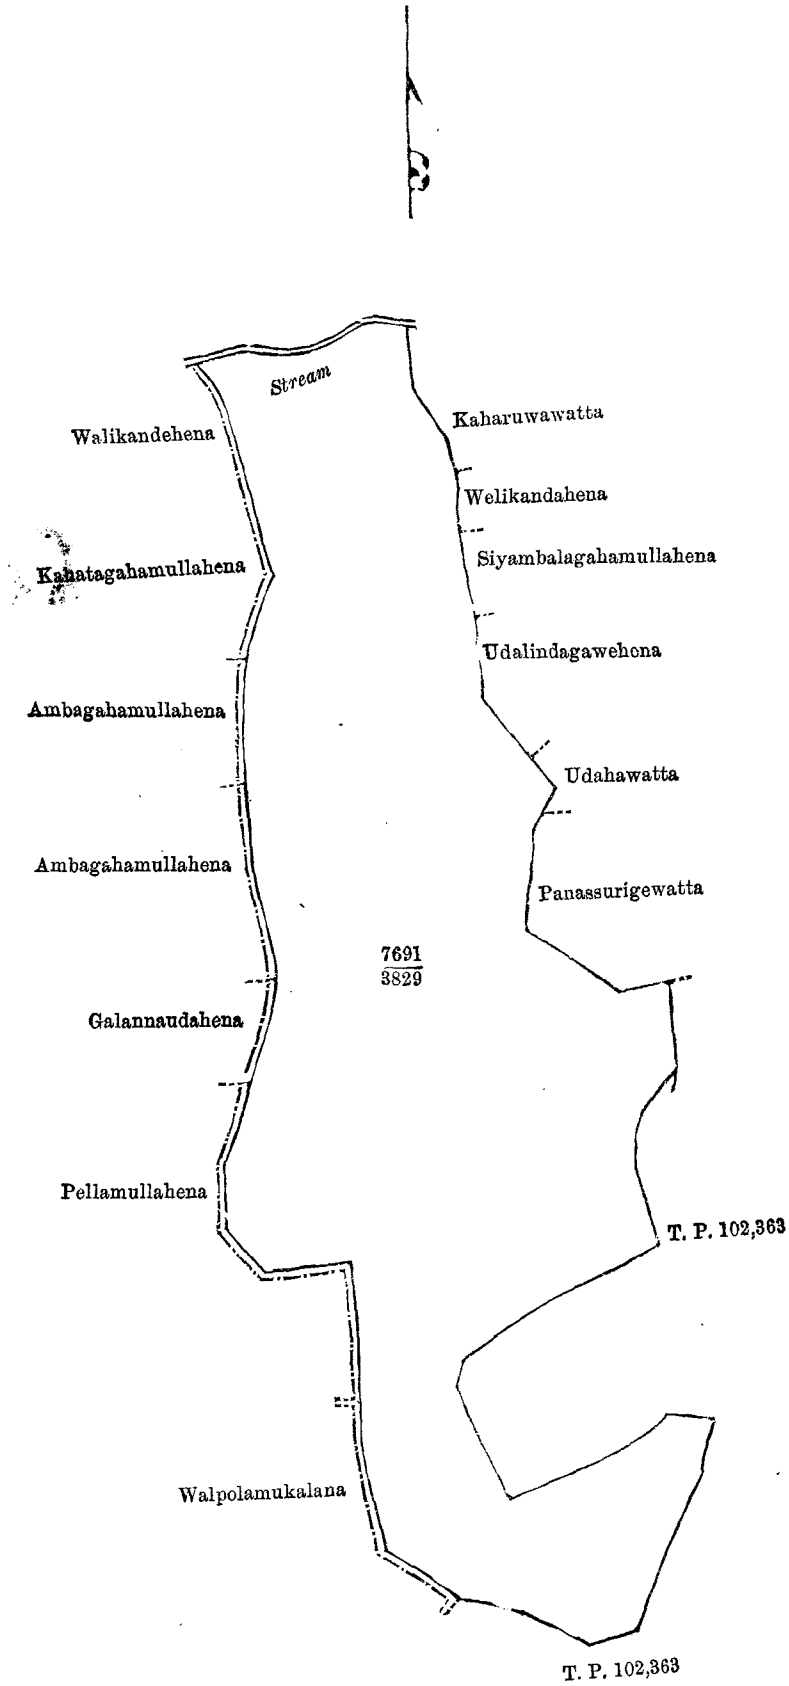 Stream
Walikandehena
Kaharuwawatta
Welikandahena
Siyambalagahamullahena
Kahatagahamullahena
Udalindagawehena
Ambagahamullahena
Udahawatta
Ambagahamullahena
Panassurigewatta
7691
3829
Galannaudahena
Pellamullahena
T. P. 102,363
Walpolamukalana
T. P. 102,363